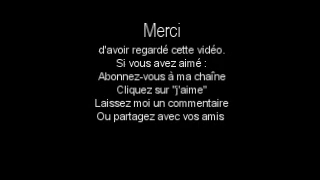 Merci
d'avoir regardé cette vidéo.
Si vous avez aimé :
Abonnez-vous à ma chaîne
Cliquez sur "j'aime"
Laissez moi un commentaire
Ou partagez avec vos amis